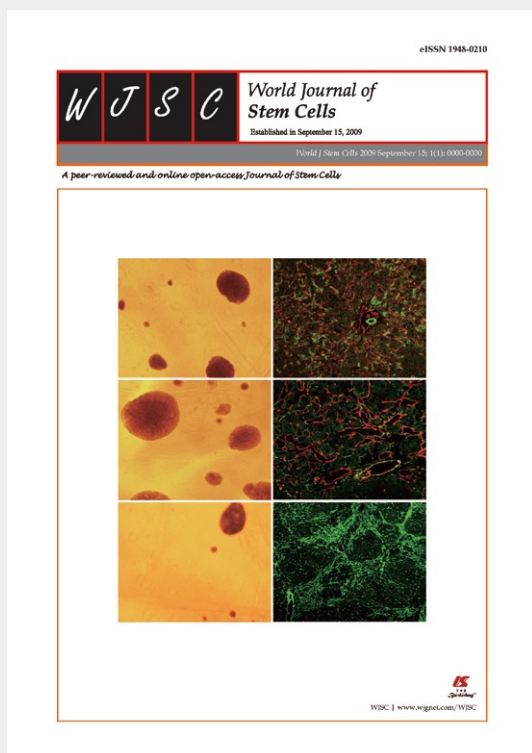 eISSN 1948-0210
W J S C
World Journal of
Stem Cells
Established in September 15, 2009
World J Stem Cells 2009 September 15; 1(1): 0000-0000
A peer-reviewed and online open-access Journal of Stem Cells
WJSC | www.wjgnet.com/WJSC